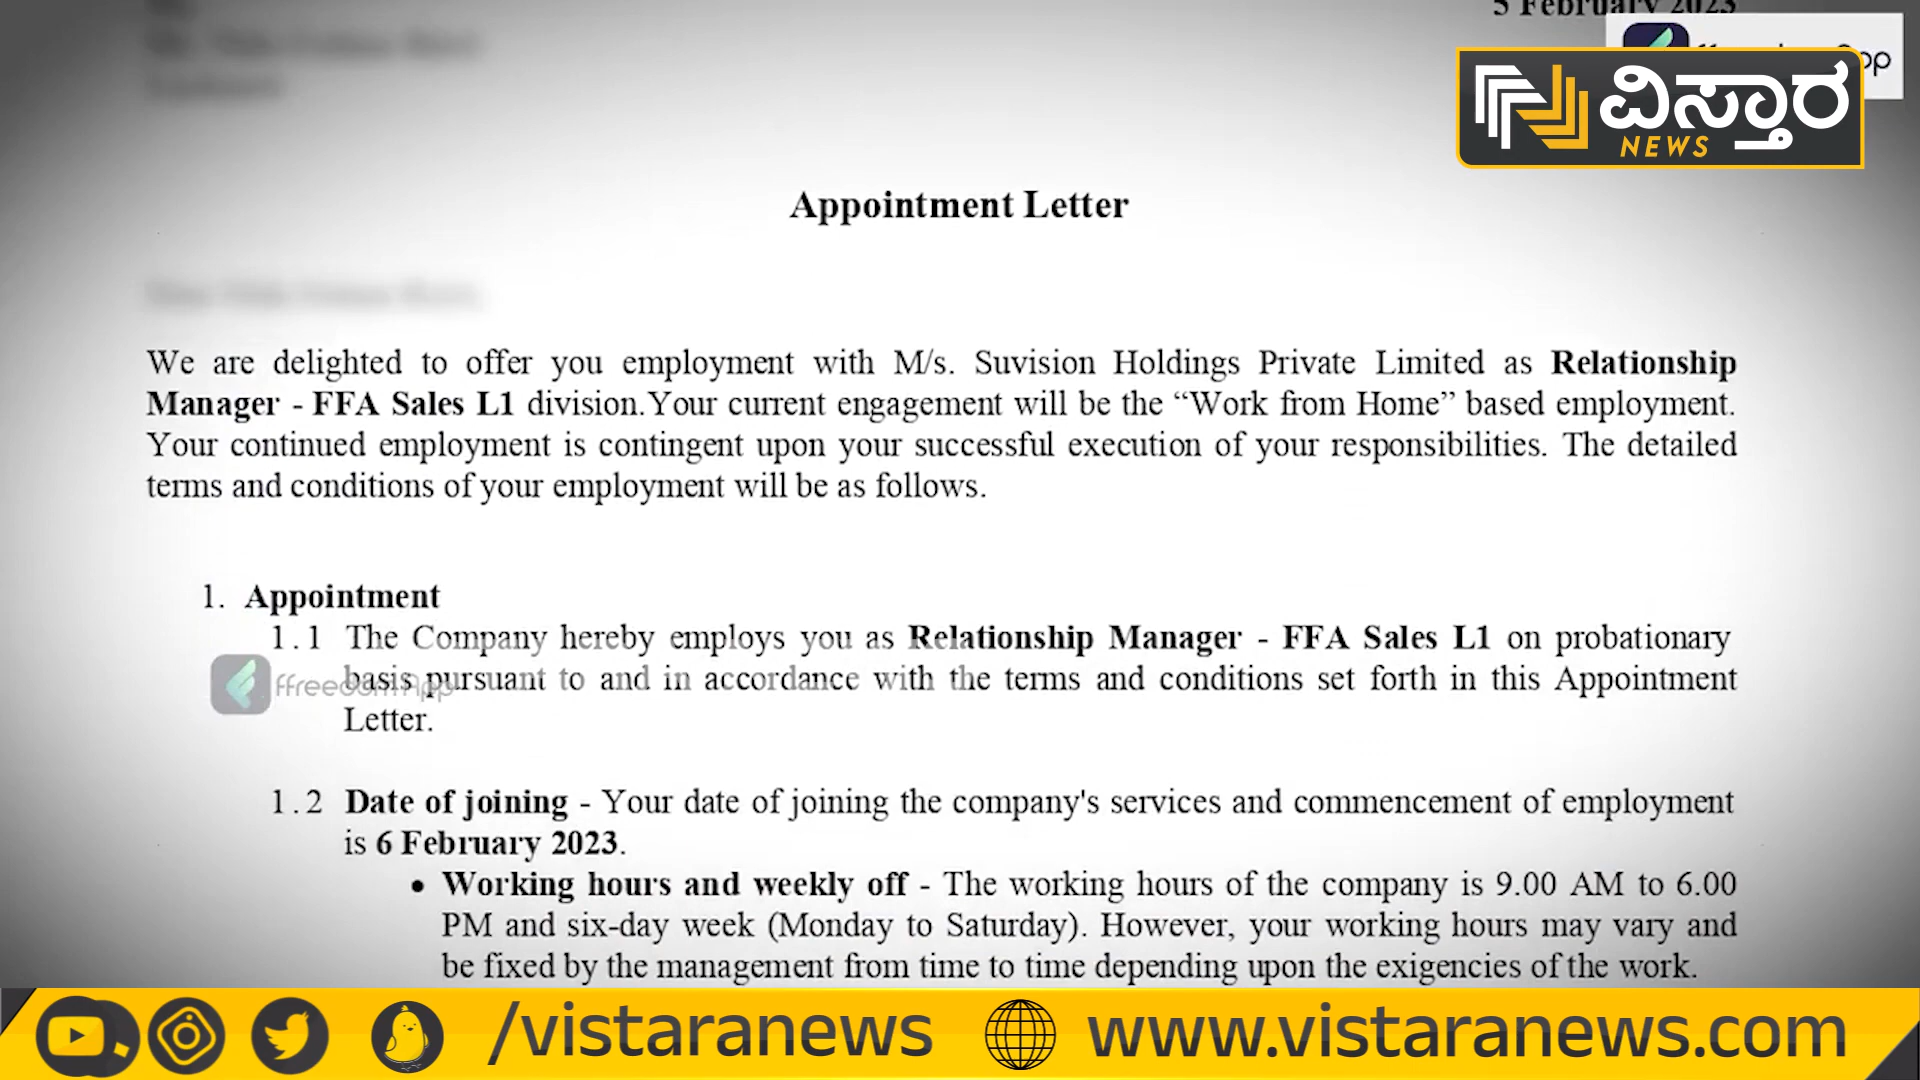 5 February 2023
ವಿಸ್ತಾರ
NEWS
Appointment Letter
We are delighted to offer you employment with M/s. Suvision Holdings Private Limited as Relationship
Manager - FFA Sales L1 division.Your current engagement will be the “Work from Home” based employment.
Your continued employment is contingent upon your successful execution of your responsibilities. The detailed
terms and conditions of your employment will be as follows.
1. Appointment
1.1 The Company hereby employs you as Relationship Manager - FFA Sales L1 on probationary
basis pursuant to and in accordance with the terms and conditions set forth in this Appointment
ffreedom App
Letter.
1.2 Date of joining - Your date of joining the company's services and commencement of employment
is 6 February 2023.
• Working hours and weekly off - The working hours of the company is 9.00 AM to 6.00
PM and six-day week (Monday to Saturday). However, your working hours may vary and
be fixed by the management from time to time depending upon the exigencies of the work.
/vistaranews www.vistaranews.com